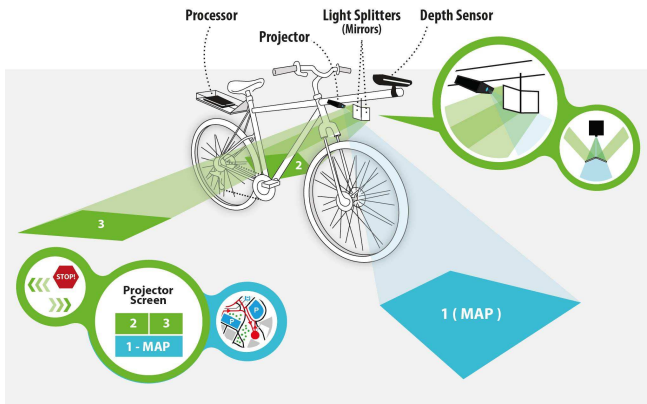 Processor
Projector
Light Splitters
(Mirrors)
Depth Sensor
2
3
STOP!
Projector
Screen
2 3
1 - MAP
P
P
1 ( MAP )